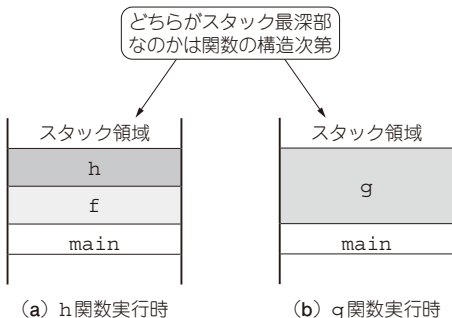 どちらがスタック最深部
なのかは関数の構造次第
スタック領域
h
f
main
(a) h関数実行時
スタック領域
g
main
(b) g関数実行時